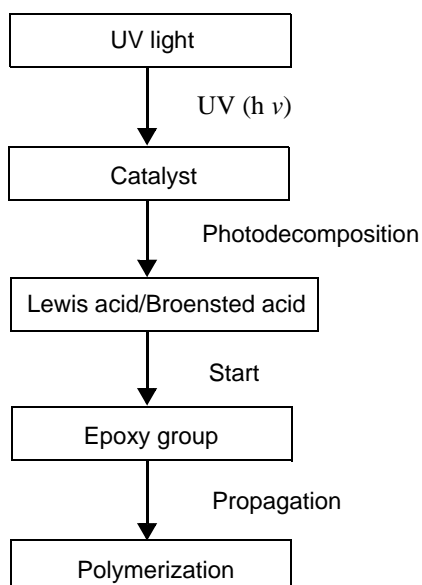 UV light
UV (h v)
Catalyst
Photodecomposition
Lewis acid/Broensted acid
Start
Epoxy group
Propagation
Polymerization